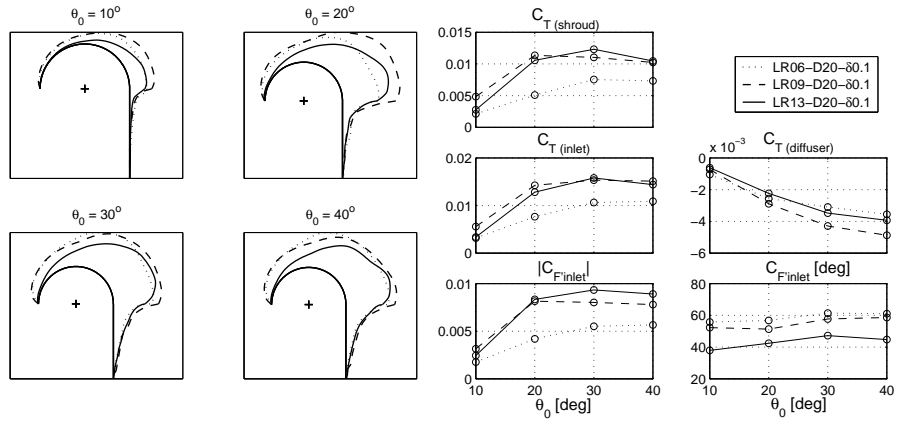 θ0 = 10o
θ0 = 20o
θ0 = 30o
θ0 = 40o
CT (shroud)
0.015
0.01
0.005
0
CT (inlet)
0.02
0.01
0
|CF'inlet|
0.01
0.005
0
10 20 30 40
θ0 [deg]
LR06−D20−δ0.1
LR09−D20−δ0.1
LR13−D20−δ0.1
x 10−3
CT (diffuser)
0
−2
−4
−6
CF'inlet [deg]
80
60
40
20
10 20 30 40
θ0 [deg]